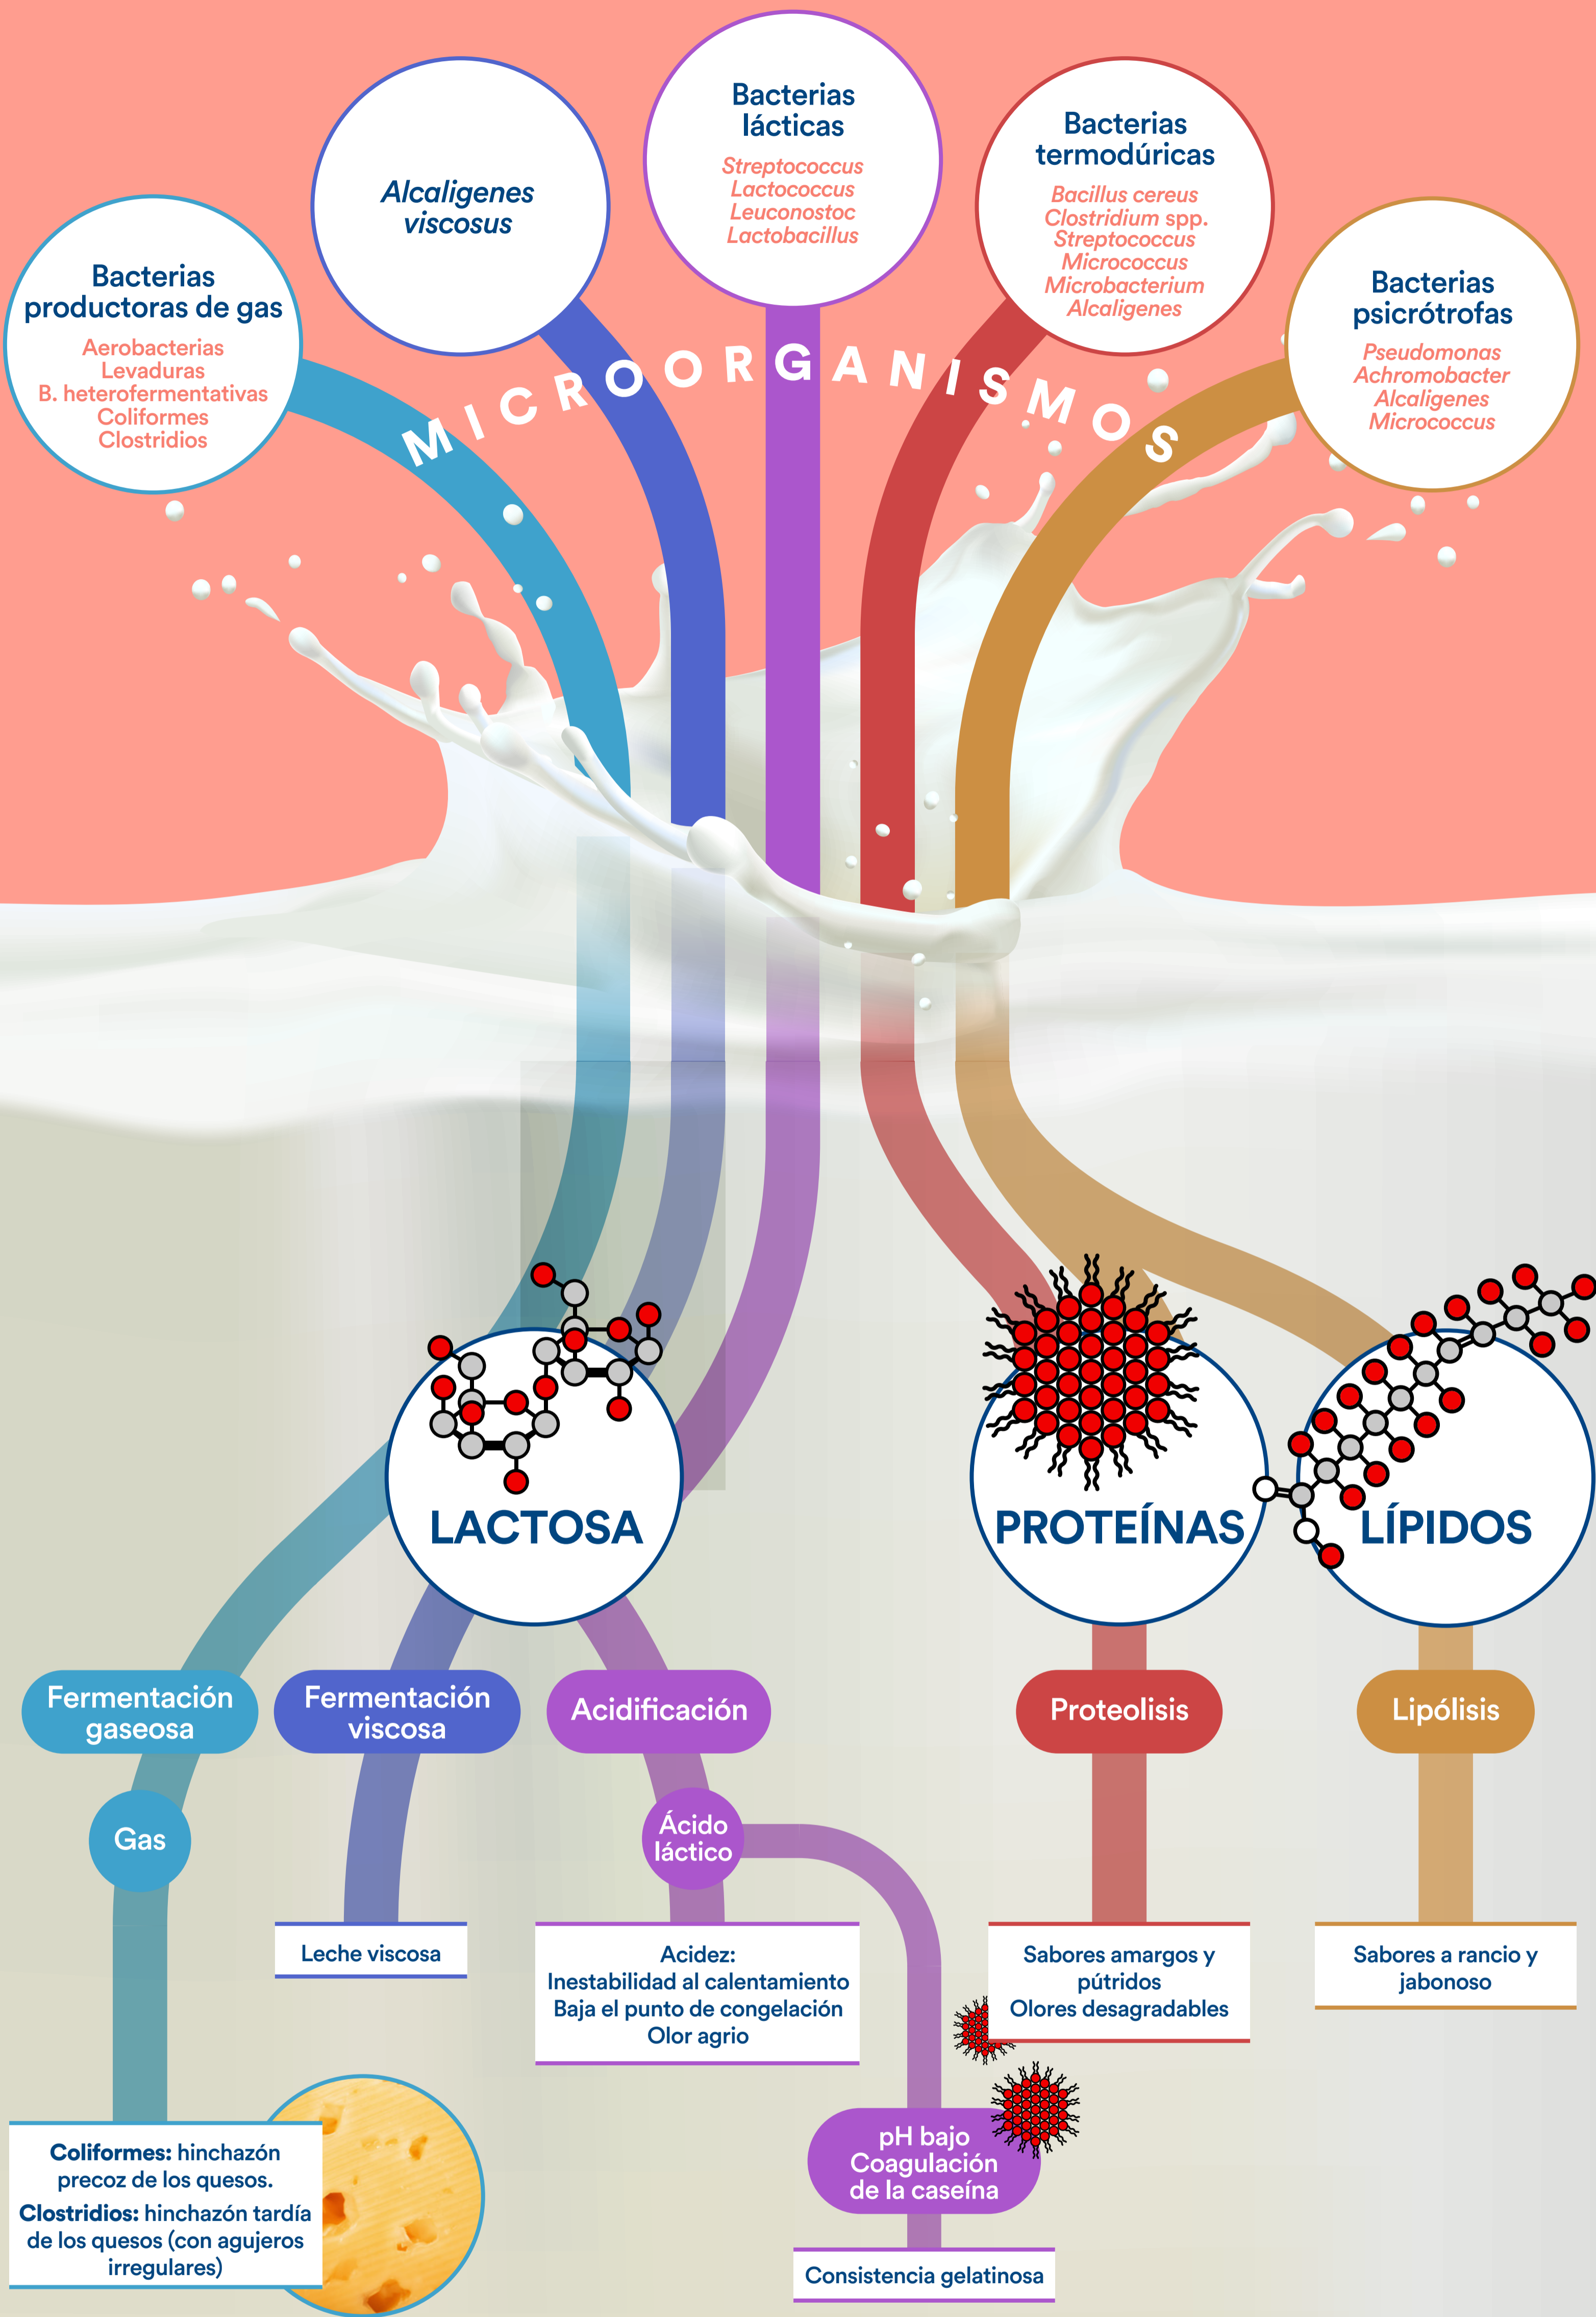 Bacterias
lácticas
Streptococcus
Lactococcus
Leuconostoc
Lactobacillus
Alcaligenes
viscosus
Bacterias
termodúricas
Bacillus cereus
Clostridium spp.
Streptococcus
Micrococcus
Microbacterium
Alcaligenes
Bacterias
productoras de gas
Aerobacterias
Levaduras
B. heterofermentativas
Coliformes
Clostridios
Bacterias
psicrótrofas
Pseudomonas
Achromobacter
Alcaligenes
Micrococcus
MICROORGANISMOS
LACTOSA
PROTEÍNAS
LÍPIDOS
Fermentación
gaseosa
Fermentación
viscosa
Acidificación
Proteolisis
Lipólisis
Gas
Ácido
láctico
Leche viscosa
Acidez:
Inestabilidad al calentamiento
Baja el punto de congelación
Olor agrio
Sabores amargos y
pútridos
Olores desagradables
Sabores a rancio y
jabonoso
Coliformes: hinchazón
precoz de los quesos.
Clostridios: hinchazón tardía
de los quesos (con agujeros
irregulares)
pH bajo
Coagulación
de la caseína
Consistencia gelatinosa